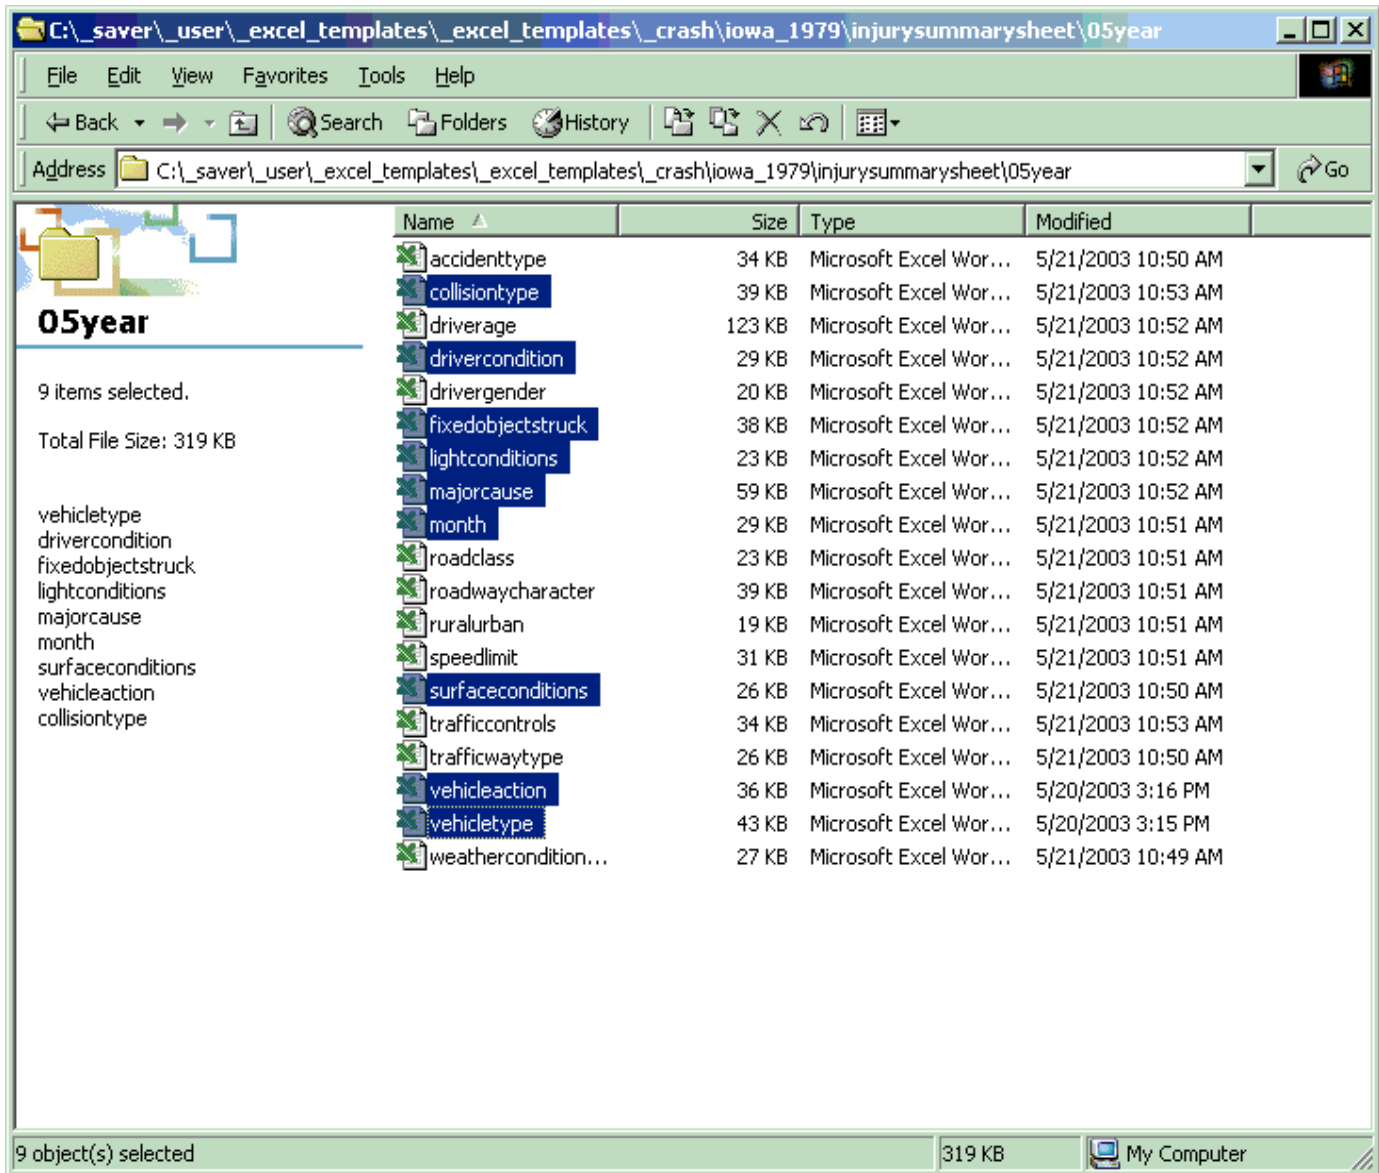 C:\_saver\_user\_excel_templates\_excel_templates\_crash\iowa_1979\injurysummarysheet\05year
File Edit View Favorites Tools Help
Back Search Folders History
Address C:\_saver\_user\_excel_templates\_excel_templates\_crash\iowa_1979\injurysummarysheet\05year Go
05year
9 items selected.
Total File Size: 319 KB
vehicletype
drivercondition
fixedobjectstruck
lightconditions
majorcause
month
surfaceconditions
vehicleaction
collisiontype
Name Size Type Modified
accidenttype 34 KB Microsoft Excel Wor... 5/21/2003 10:50 AM
collisiontype 39 KB Microsoft Excel Wor... 5/21/2003 10:53 AM
driverage 123 KB Microsoft Excel Wor... 5/21/2003 10:52 AM
drivercondition 29 KB Microsoft Excel Wor... 5/21/2003 10:52 AM
drivergender 20 KB Microsoft Excel Wor... 5/21/2003 10:52 AM
fixedobjectstruck 38 KB Microsoft Excel Wor... 5/21/2003 10:52 AM
lightconditions 23 KB Microsoft Excel Wor... 5/21/2003 10:52 AM
majorcause 59 KB Microsoft Excel Wor... 5/21/2003 10:52 AM
month 29 KB Microsoft Excel Wor... 5/21/2003 10:51 AM
roadclass 23 KB Microsoft Excel Wor... 5/21/2003 10:51 AM
roadwaycharacter 39 KB Microsoft Excel Wor... 5/21/2003 10:51 AM
ruralurban 19 KB Microsoft Excel Wor... 5/21/2003 10:51 AM
speedlimit 31 KB Microsoft Excel Wor... 5/21/2003 10:51 AM
surfaceconditions 26 KB Microsoft Excel Wor... 5/21/2003 10:50 AM
trafficcontrols 34 KB Microsoft Excel Wor... 5/21/2003 10:53 AM
trafficwaytype 26 KB Microsoft Excel Wor... 5/21/2003 10:50 AM
vehicleaction 36 KB Microsoft Excel Wor... 5/20/2003 3:16 PM
vehicletype 43 KB Microsoft Excel Wor... 5/20/2003 3:15 PM
weathercondition... 27 KB Microsoft Excel Wor... 5/21/2003 10:49 AM
9 object(s) selected 319 KB My Computer